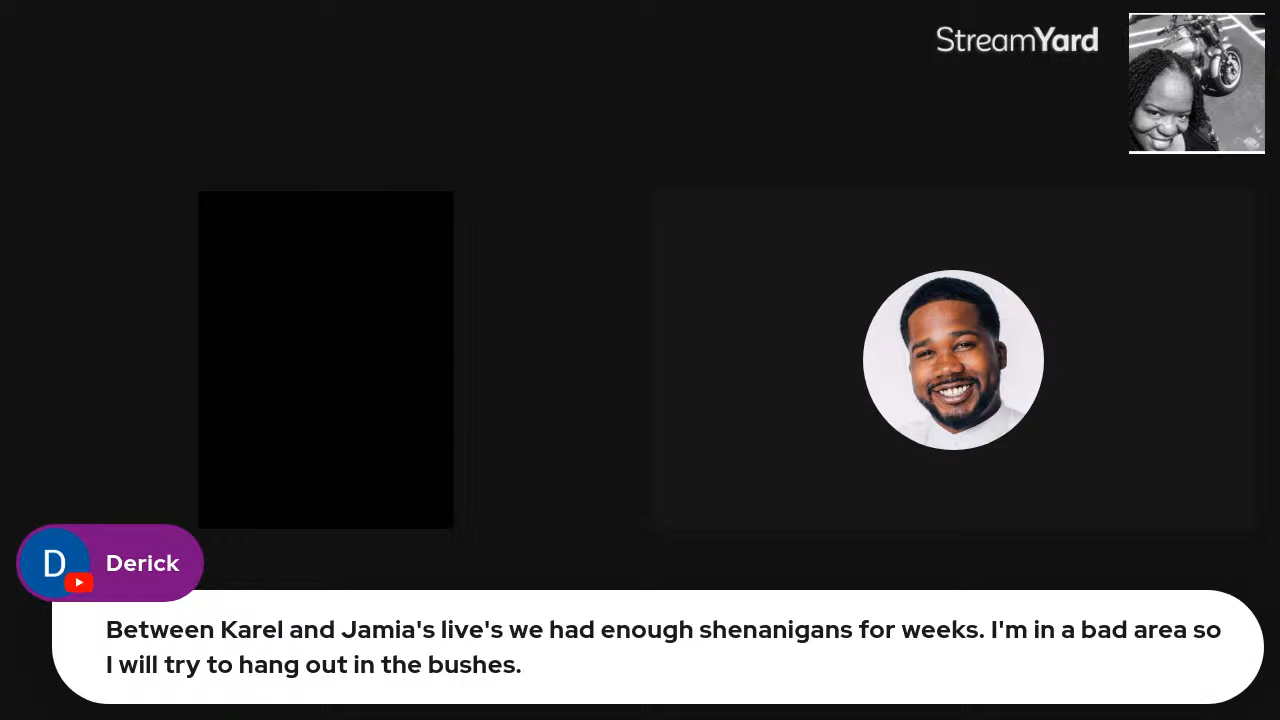 StreamYard
D
Derick
Between Karel and Jamia's live's we had enough shenanigans for weeks. I'm in a bad area so
I will try to hang out in the bushes.